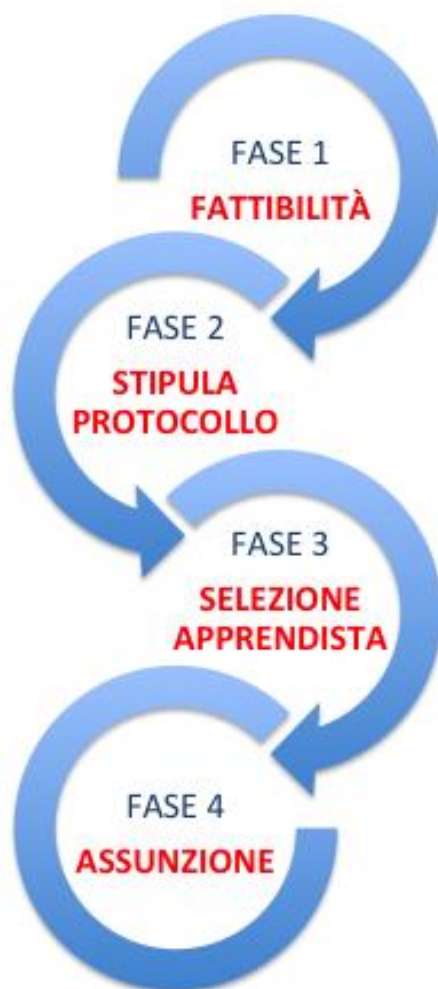 FASE 1
FATTIBILITÀ
FASE 2
STIPULA
PROTOCOLLO
FASE 3
SELEZIONE
APPRENDISTA
FASE 4
ASSUNZIONE